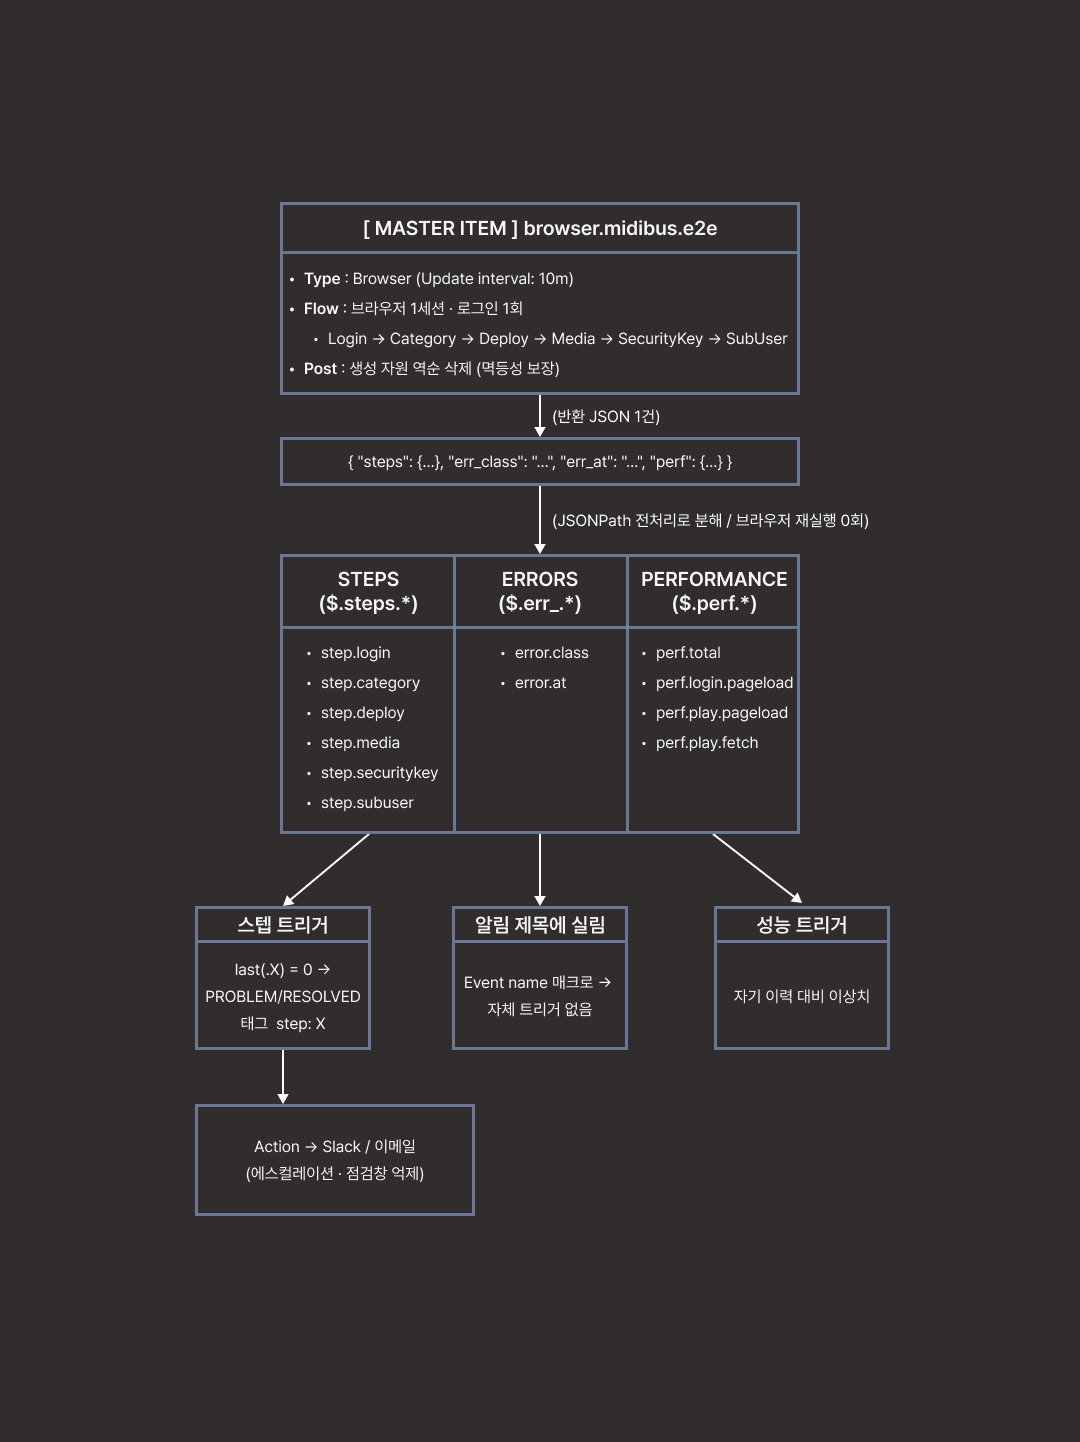 [ MASTER ITEM ] browser.midibus.e2e
• Type : Browser (Update interval: 10m)
• Flow : 브라우저 1세션 · 로그인 1회
• Login → Category → Deploy → Media → SecurityKey → SubUser
• Post : 생성 자원 역순 삭제 (멱등성 보장)
(반환 JSON 1건)
{ "steps": {...}, "err_class": "...", "err_at": "...", "perf": {...} }
(JSONPath 전처리로 분해 / 브라우저 재실행 0회)
STEPS
($.steps.*)
• step.login
• step.category
• step.deploy
• step.media
• step.securitykey
• step.subuser
ERRORS
($.err_.*)
• error.class
• error.at
PERFORMANCE
($.perf.*)
• perf.total
• perf.login.pageload
• perf.play.pageload
• perf.play.fetch
스텝 트리거
last(.X) = 0 →
PROBLEM/RESOLVED
태그 step: X
알림 제목에 실림
Event name 매크로 →
자체 트리거 없음
성능 트리거
자기 이력 대비 이상치
Action → Slack / 이메일
(에스컬레이션 · 점검창 억제)